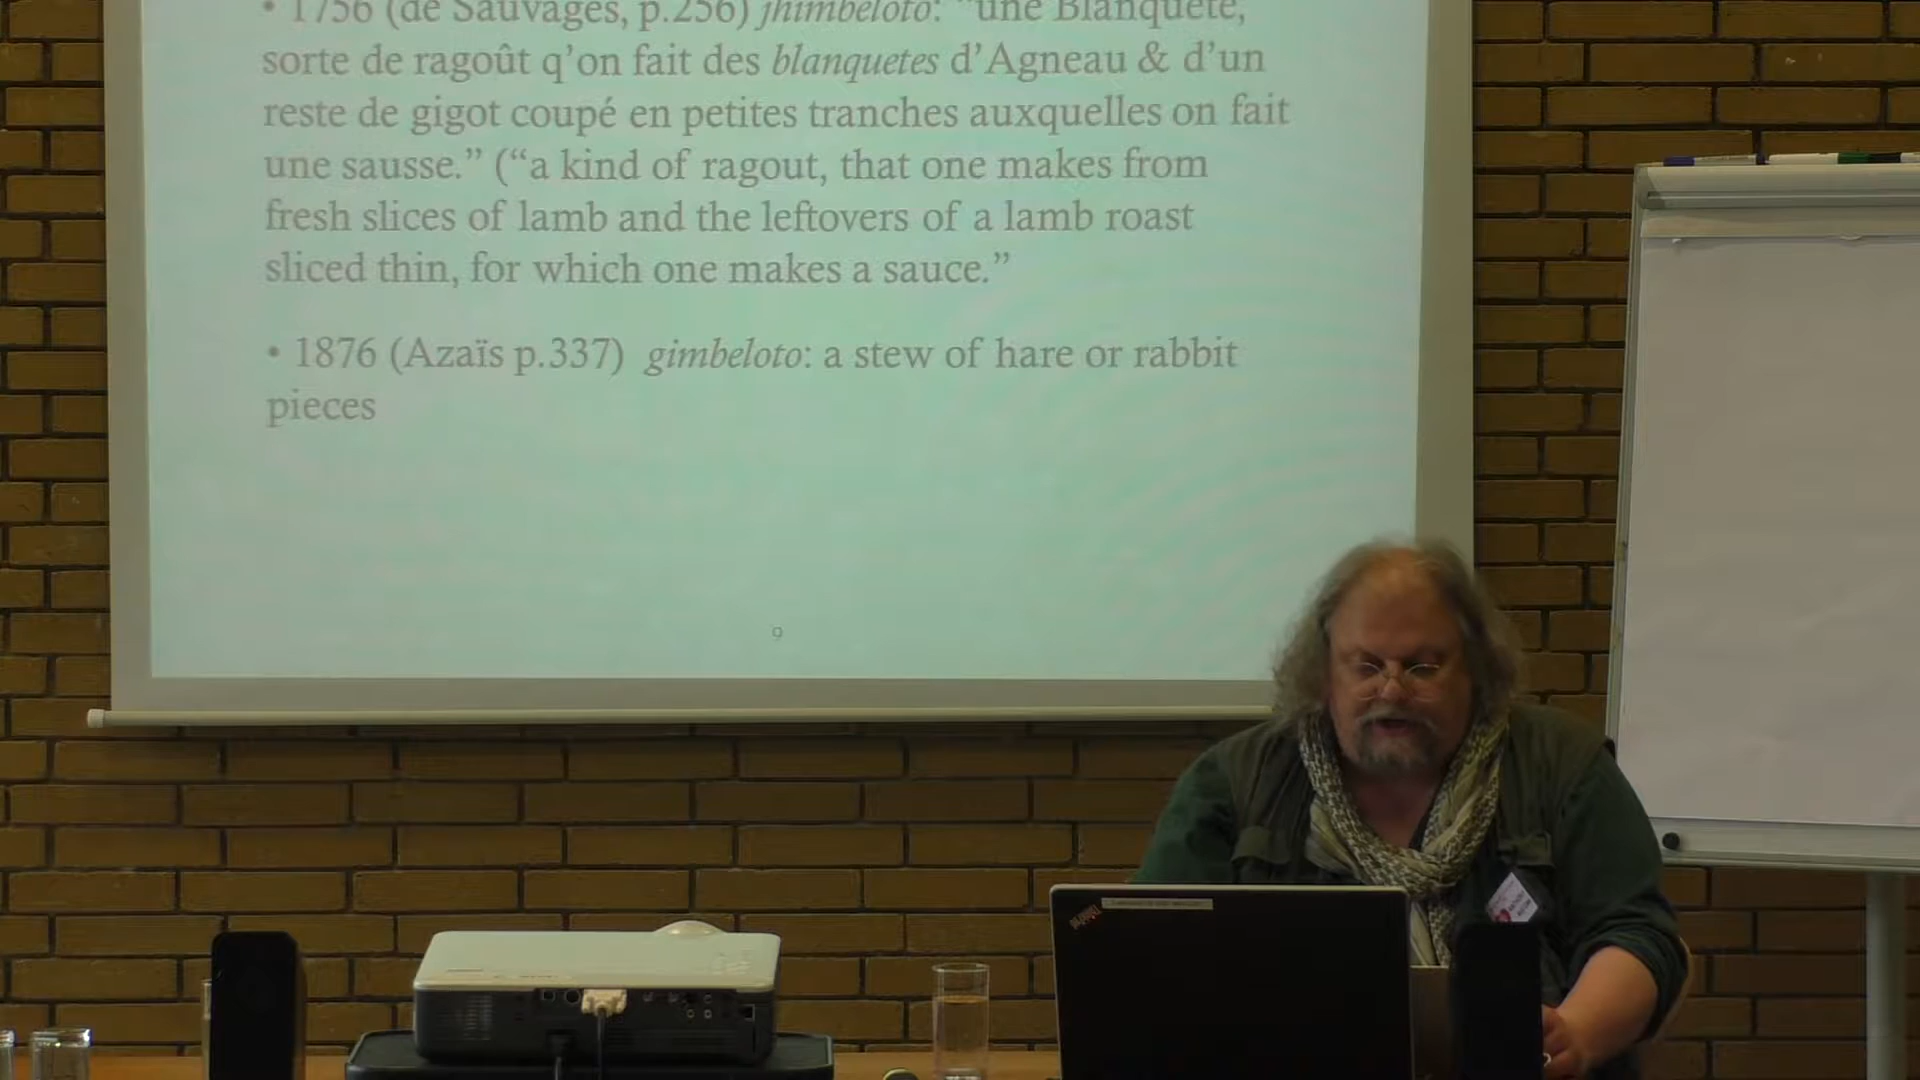 • 1756 (de Sauvages, p.256) jhimbeloto: “une Blanquete,
sorte de ragoût q’on fait des blanquetes d’Agneau & d’un
reste de gigot coupé en petites tranches auxquelles on fait
une sausse.” (“a kind of ragout, that one makes from
fresh slices of lamb and the leftovers of a lamb roast
sliced thin, for which one makes a sauce.”
• 1876 (Azaïs p.337) gimbeloto: a stew of hare or rabbit
pieces
9
ThinkPad